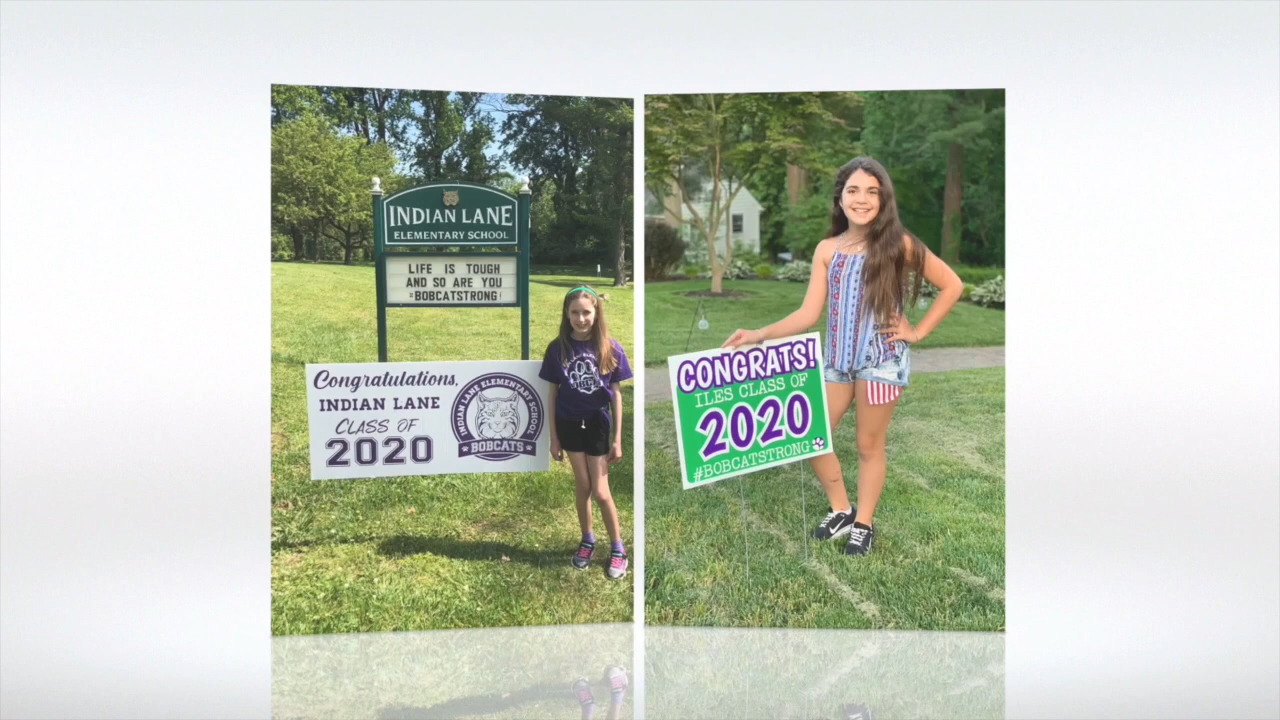 INDIAN LANE
ELEMENTARY SCHOOL
LIFE IS TOUGH
AND SO ARE YOU
#BOBCATSTRONG!
Congratulations,
INDIAN LANE
CLASS OF
2020
INDIAN LANE ELEMENTARY SCHOOL
BOBCATS
CONGRATS!
ILES CLASS OF
2020
#BOBCATSTRONG